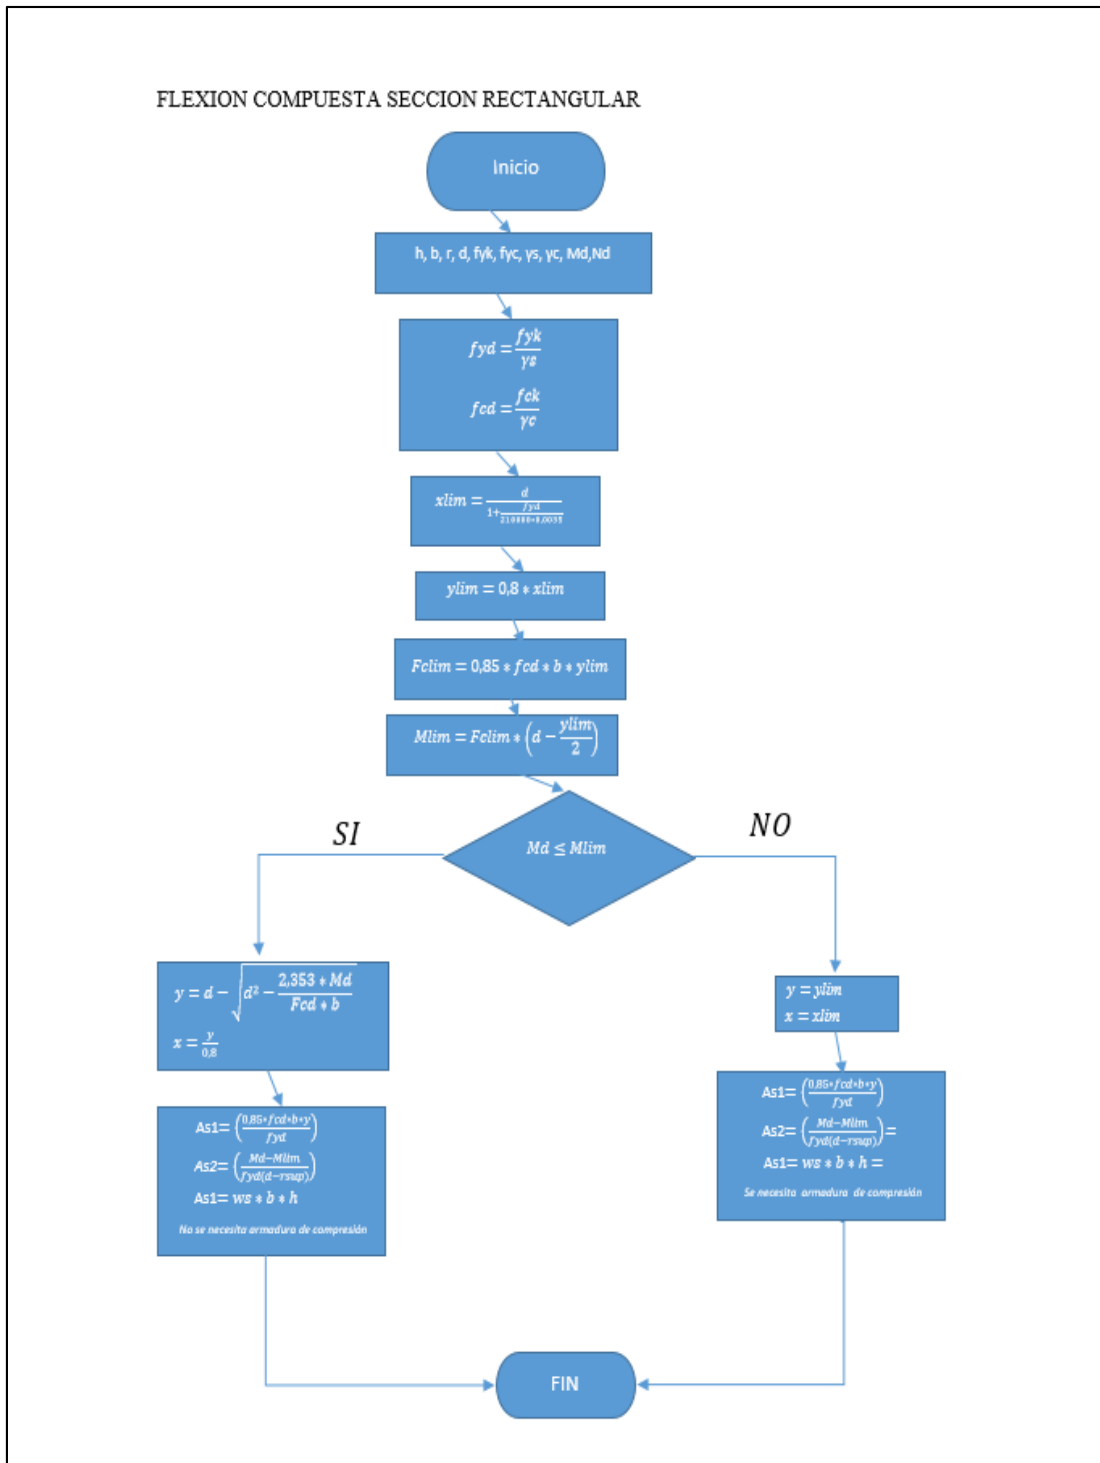 FLEXION COMPUESTA SECCION RECTANGULAR
Inicio
h, b, r, d, fyk, fyc, γs, γc, Md,Nd
fyd = fyk/γs
fcd = fck/γc
xlim = d/(1+fyd/(210000*0,0035))
ylim = 0,8 * xlim
Fclim = 0,85 * fcd * b * ylim
Mlim = Fclim * (d − ylim/2)
Md ≤ Mlim
SI
NO
y = d − √(d² − (2,353 * Md)/(Fcd * b))
x = y/0,8
As1= (0,85*fcd*b*y/fyd)
As2= (Md−Mlim/fyd(d−rsup))
As1= ws * b * h
No se necesita armadura de compresión
y = ylim
x = xlim
As1= (0,85*fcd*b*y/fyd)
As2= (Md−Mlim/fyd(d−rsup))=
As1= ws * b * h =
Se necesita armadura de compresión
FIN